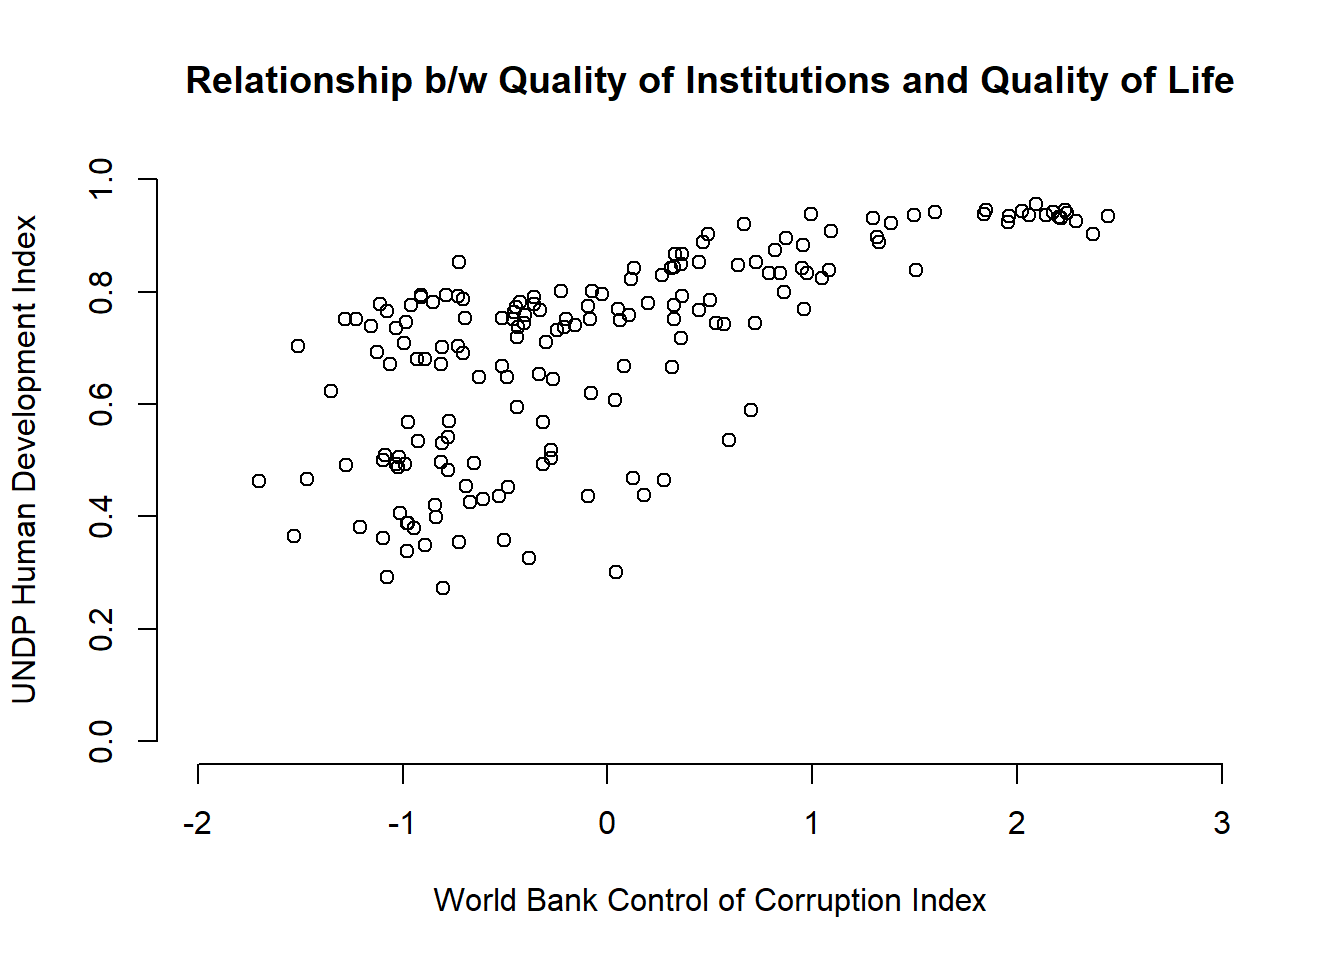 Relationship b/w Quality of Institutions and Quality of Life
UNDP Human Development Index
1.0
0.8
0.6
0.4
0.2
0.0
-2 -1 0 1 2 3
World Bank Control of Corruption Index